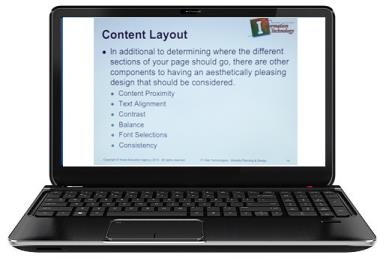 Content Layout
Information
Technology
In additional to determining where the different
sections of your page should go, there are other
components to having an aesthetically pleasing
design that should be considered.
Content Proximity
Text Alignment
Contrast
Balance
Font Selections
Consistency